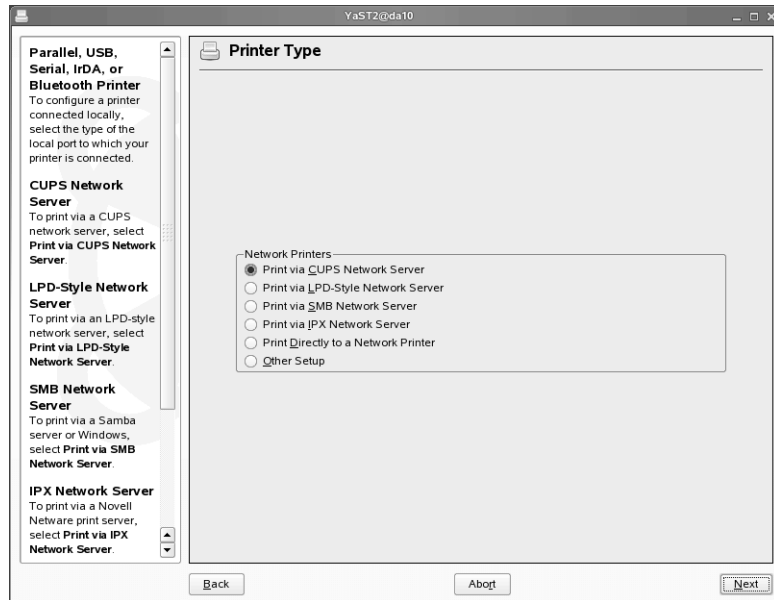 YaST2@da10
Parallel, USB,
Serial, IrDA, or
Bluetooth Printer
To configure a printer
connected locally,
select the type of the
local port to which your
printer is connected.
CUPS Network
Server
To print via a CUPS
network server, select
Print via CUPS Network
Server.
LPD-Style Network
Server
To print via an LPD-style
network server, select
Print via LPD-Style
Network Server.
SMB Network
Server
To print via a Samba
server or Windows,
select Print via SMB
Network Server.
IPX Network Server
To print via a Novell
Netware print server,
select Print via IPX
Network Server.
Printer Type
Network Printers
Print via CUPS Network Server
Print via LPD-Style Network Server
Print via SMB Network Server
Print via IPX Network Server
Print Directly to a Network Printer
Other Setup
Back
Abort
Next